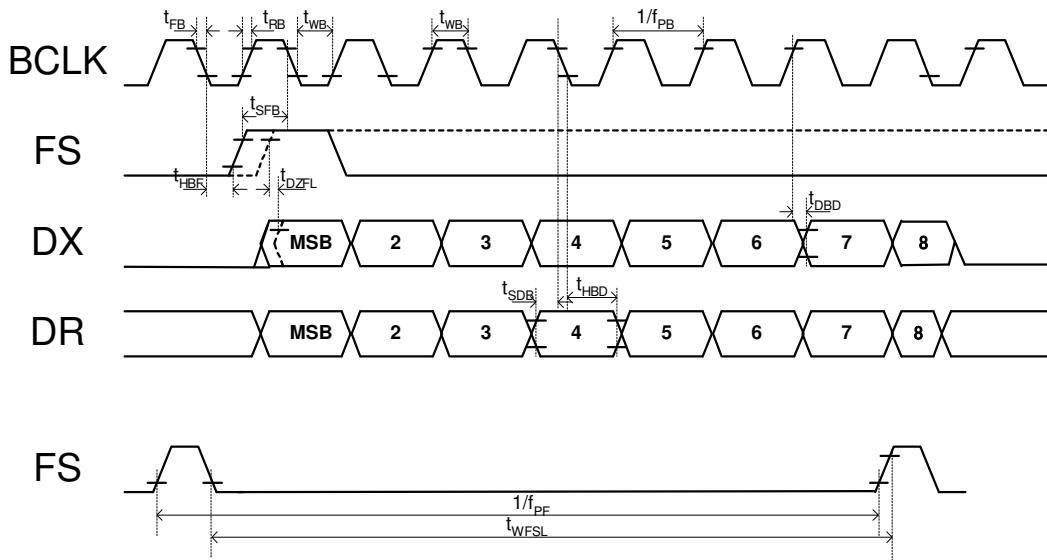 tFB tRB tWB tWB 1/fPB
BCLK
tSFB
FS
tHBF tDZFL
tDBD
DX MSB 2 3 4 5 6 7 8
tSDB tHBD
DR MSB 2 3 4 5 6 7 8
FS
1/fPF
tWFSL